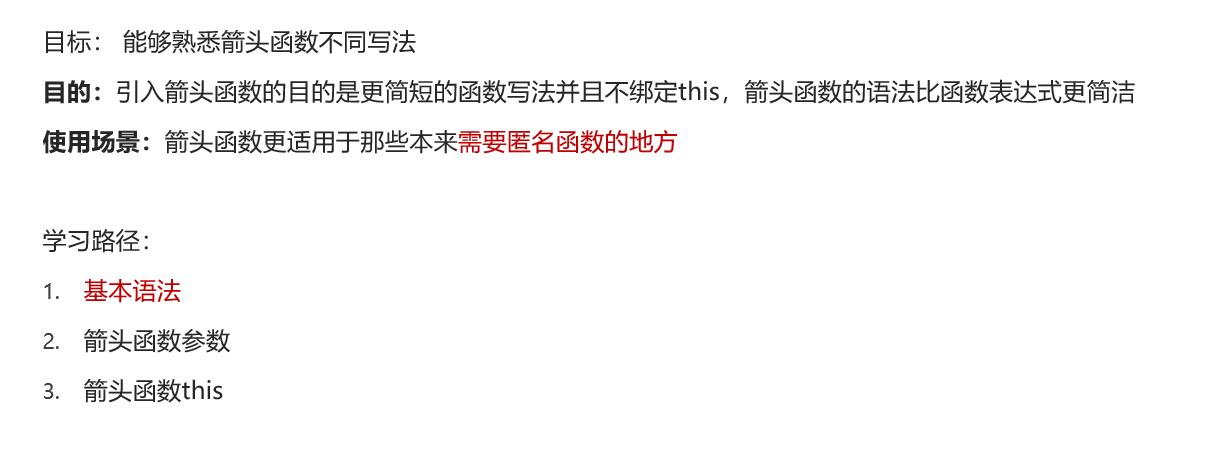 目标： 能够熟悉箭头函数不同写法
目的：引入箭头函数的目的是更简短的函数写法并且不绑定this，箭头函数的语法比函数表达式更简洁
使用场景：箭头函数更适用于那些本来需要匿名函数的地方
学习路径：
1. 基本语法
2. 箭头函数参数
3. 箭头函数this